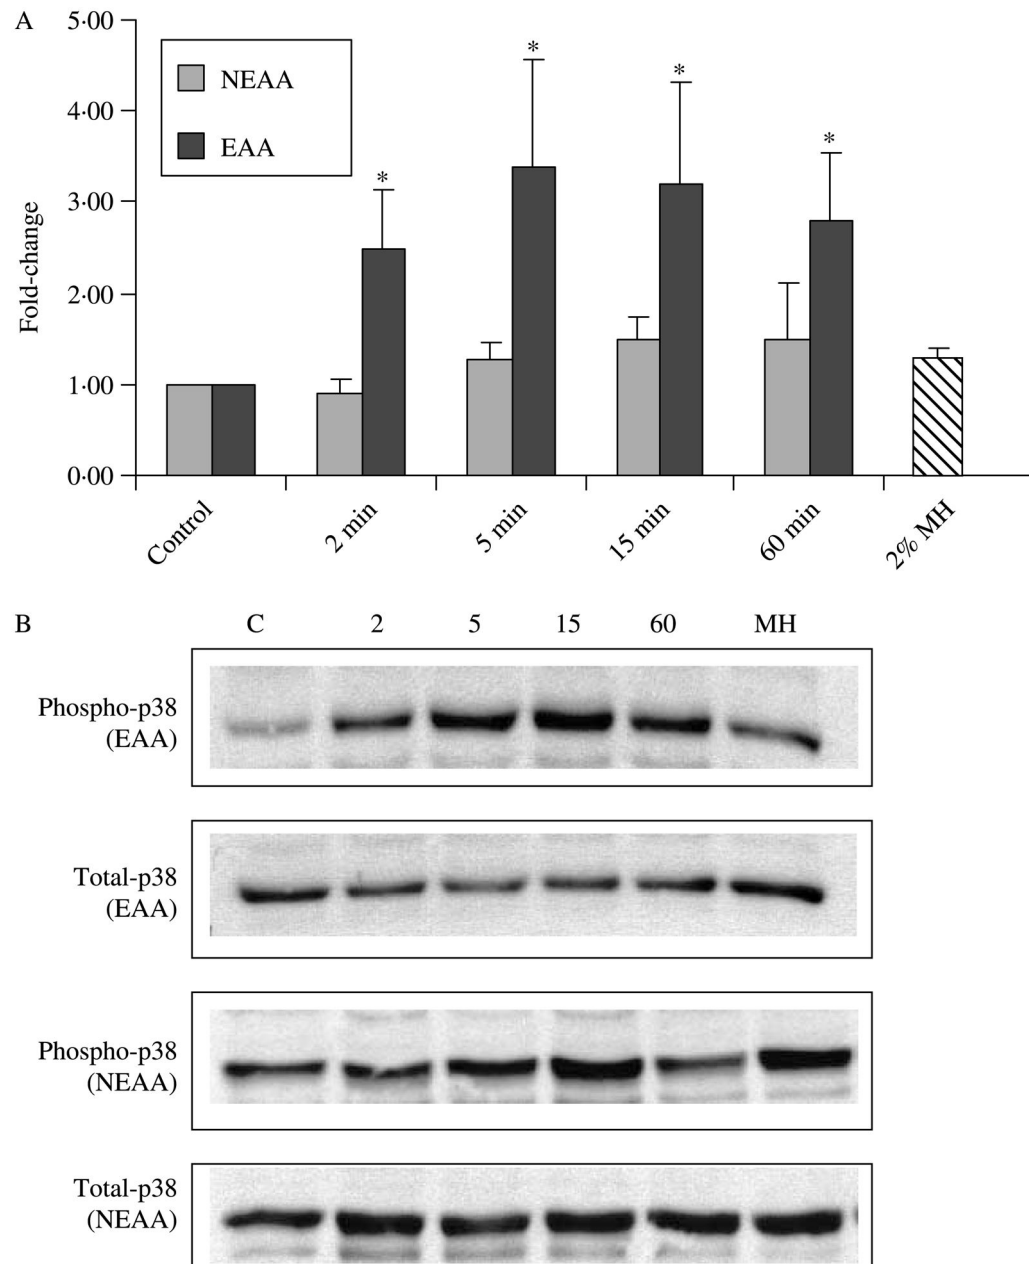 A
5·00
4·00
3·00
2·00
1·00
0·00
Fold-change
NEAA
EAA
*
*
*
*
Control
2 min
5 min
15 min
60 min
2% MH
B
C 2 5 15 60 MH
Phospho-p38
(EAA)
Total-p38
(EAA)
Phospho-p38
(NEAA)
Total-p38
(NEAA)